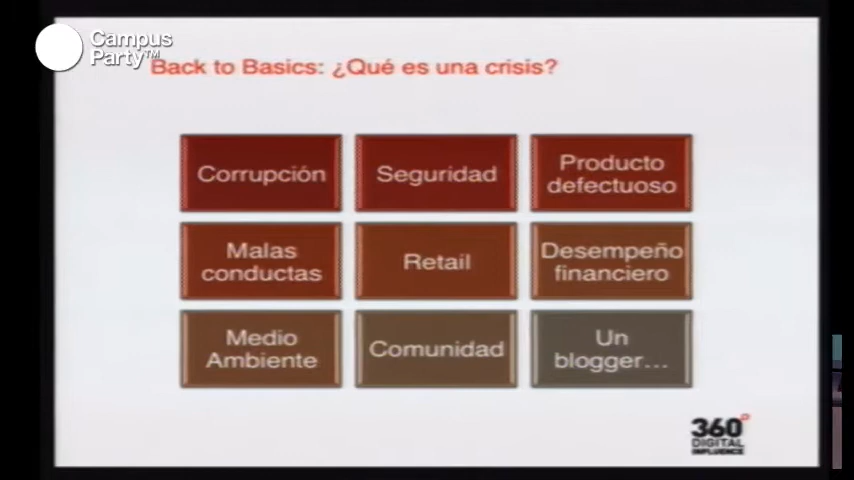 Campus
Party™
Back to Basics: ¿Qué es una crisis?
Corrupción
Seguridad
Producto
defectuoso
Malas
conductas
Retail
Desempeño
financiero
Medio
Ambiente
Comunidad
Un
blogger...
360°
DIGITAL
INFLUENCE